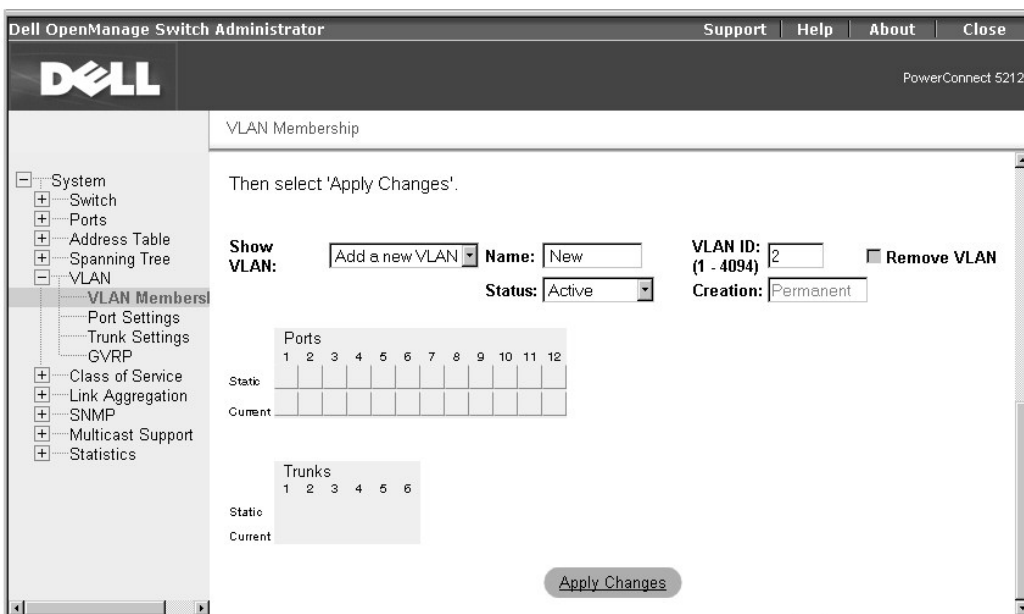 Dell OpenManage Switch Administrator
Support Help About Close
DELL
PowerConnect 5212
VLAN Membership
System
Switch
Ports
Address Table
Spanning Tree
VLAN
VLAN Membersl
Port Settings
Trunk Settings
GVRP
Class of Service
Link Aggregation
SNMP
Multicast Support
Statistics
Then select 'Apply Changes'.
Show VLAN: Add a new VLAN Name: New VLAN ID: (1 - 4094) 2 Remove VLAN
Status: Active Creation: Permanent
Ports
1 2 3 4 5 6 7 8 9 10 11 12
Static
Current
Trunks
1 2 3 4 5 6
Static
Current
Apply Changes